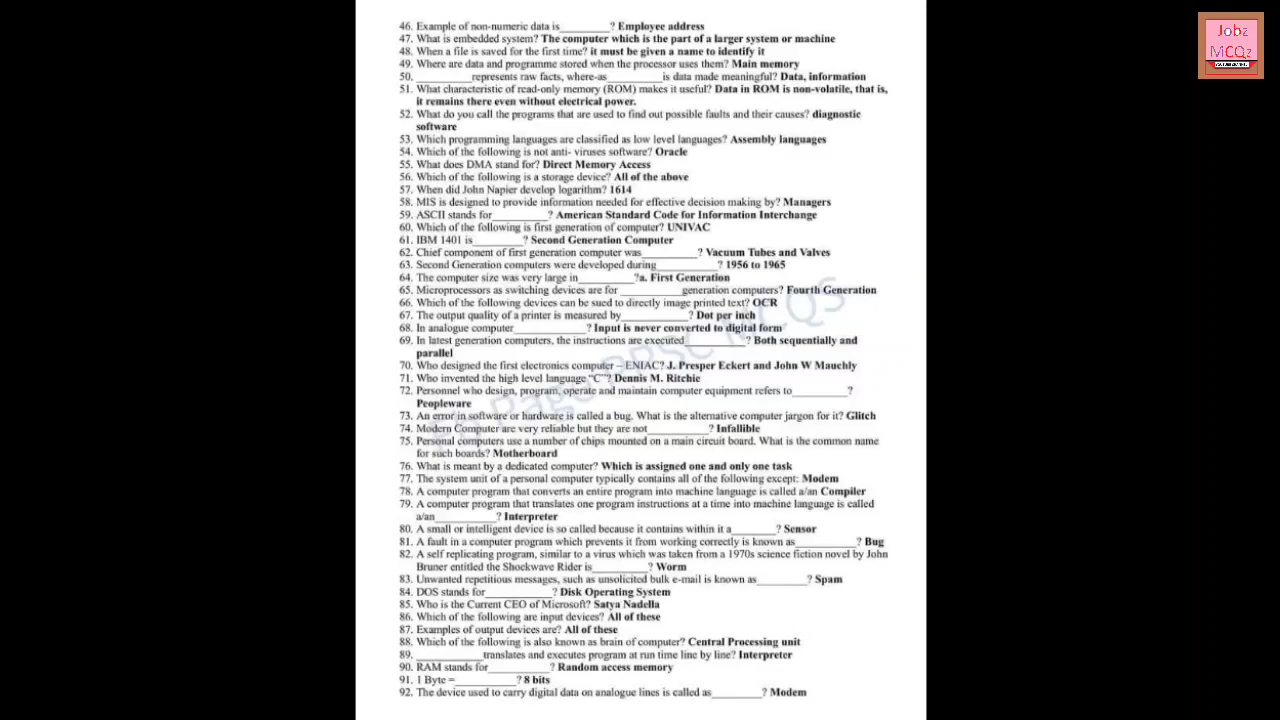 Jobz
MCQz
46. Example of non-numeric data is_________? Employee address
47. What is embedded system? The computer which is the part of a larger system or machine
48. When a file is saved for the first time? it must be given a name to identify it
49. Where are data and programme stored when the processor uses them? Main memory
50. _________represents raw facts, where-as_________is data made meaningful? Data, information
51. What characteristic of read-only memory (ROM) makes it useful? Data in ROM is non-volatile, that is,
it remains there even without electrical power.
52. What do you call the programs that are used to find out possible faults and their causes? diagnostic
software
53. Which programming languages are classified as low level languages? Assembly languages
54. Which of the following is not anti- viruses software? Oracle
55. What does DMA stand for? Direct Memory Access
56. Which of the following is a storage device? All of the above
57. When did John Napier develop logarithm? 1614
58. MIS is designed to provide information needed for effective decision making by? Managers
59. ASCII stands for_________? American Standard Code for Information Interchange
60. Which of the following is first generation of computer? UNIVAC
61. IBM 1401 is________? Second Generation Computer
62. Chief component of first generation computer was_________? Vacuum Tubes and Valves
63. Second Generation computers were developed during__________? 1956 to 1965
64. The computer size was very large in_________?a. First Generation
65. Microprocessors as switching devices are for __________generation computers? Fourth Generation
66. Which of the following devices can be sued to directly image printed text? OCR
67. The output quality of a printer is measured by___________? Dot per inch
68. In analogue computer____________? Input is never converted to digital form
69. In latest generation computers, the instructions are executed__________? Both sequentially and
parallel
70. Who designed the first electronics computer – ENIAC? J. Presper Eckert and John W Mauchly
71. Who invented the high level language “C”? Dennis M. Ritchie
72. Personnel who design, program, operate and maintain computer equipment refers to_________?
Peopleware
73. An error in software or hardware is called a bug. What is the alternative computer jargon for it? Glitch
74. Modern Computer are very reliable but they are not__________? Infallible
75. Personal computers use a number of chips mounted on a main circuit board. What is the common name
for such boards? Motherboard
76. What is meant by a dedicated computer? Which is assigned one and only one task
77. The system unit of a personal computer typically contains all of the following except: Modem
78. A computer program that converts an entire program into machine language is called a/an Compiler
79. A computer program that translates one program instructions at a time into machine language is called
a/an__________? Interpreter
80. A small or intelligent device is so called because it contains within it a_______? Sensor
81. A fault in a computer program which prevents it from working correctly is known as__________? Bug
82. A self replicating program, similar to a virus which was taken from a 1970s science fiction novel by John
Bruner entitled the Shockwave Rider is_________? Worm
83. Unwanted repetitious messages, such as unsolicited bulk e-mail is known as________? Spam
84. DOS stands for___________? Disk Operating System
85. Who is the Current CEO of Microsoft? Satya Nadella
86. Which of the following are input devices? All of these
87. Examples of output devices are? All of these
88. Which of the following is also known as brain of computer? Central Processing unit
89. ___________translates and executes program at run time line by line? Interpreter
90. RAM stands for__________? Random access memory
91. 1 Byte =__________? 8 bits
92. The device used to carry digital data on analogue lines is called as________? Modem